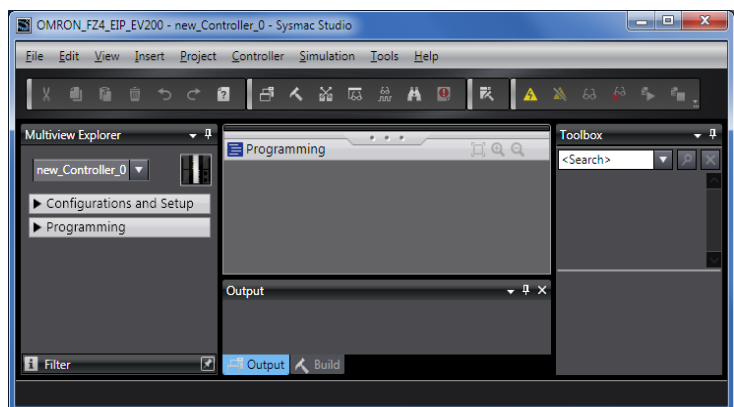 OMRON_FZ4_EIP_EV200 - new_Controller_0 - Sysmac Studio
File Edit View Insert Project Controller Simulation Tools Help
Multiview Explorer
new_Controller_0
Configurations and Setup
Programming
Filter
Programming
Output
Output Build
Toolbox
<Search>